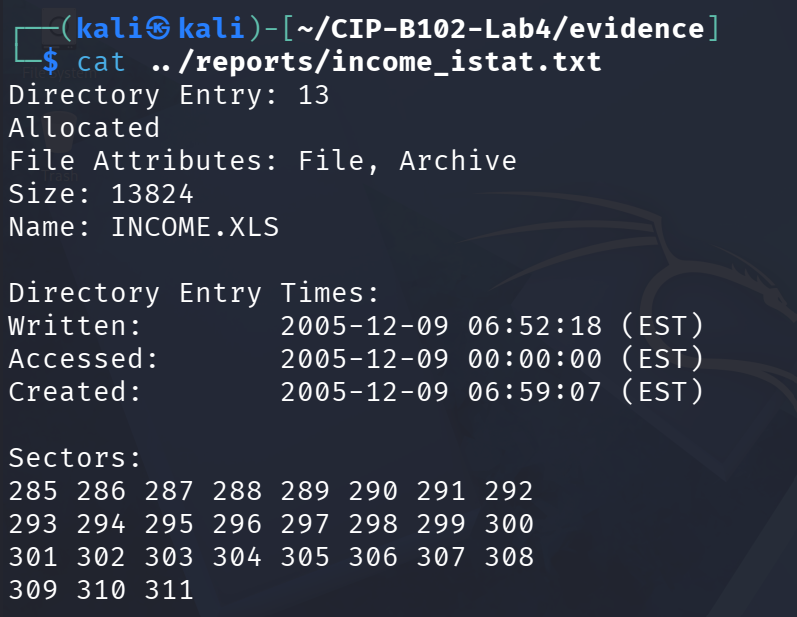 ┌──(kali㉿kali)-[~/CIP-B102-Lab4/evidence]
└─$ cat ../reports/income_istat.txt
Directory Entry: 13
Allocated
File Attributes: File, Archive
Size: 13824
Name: INCOME.XLS

Directory Entry Times:
Written:        2005-12-09 06:52:18 (EST)
Accessed:       2005-12-09 00:00:00 (EST)
Created:        2005-12-09 06:59:07 (EST)

Sectors:
285 286 287 288 289 290 291 292
293 294 295 296 297 298 299 300
301 302 303 304 305 306 307 308
309 310 311